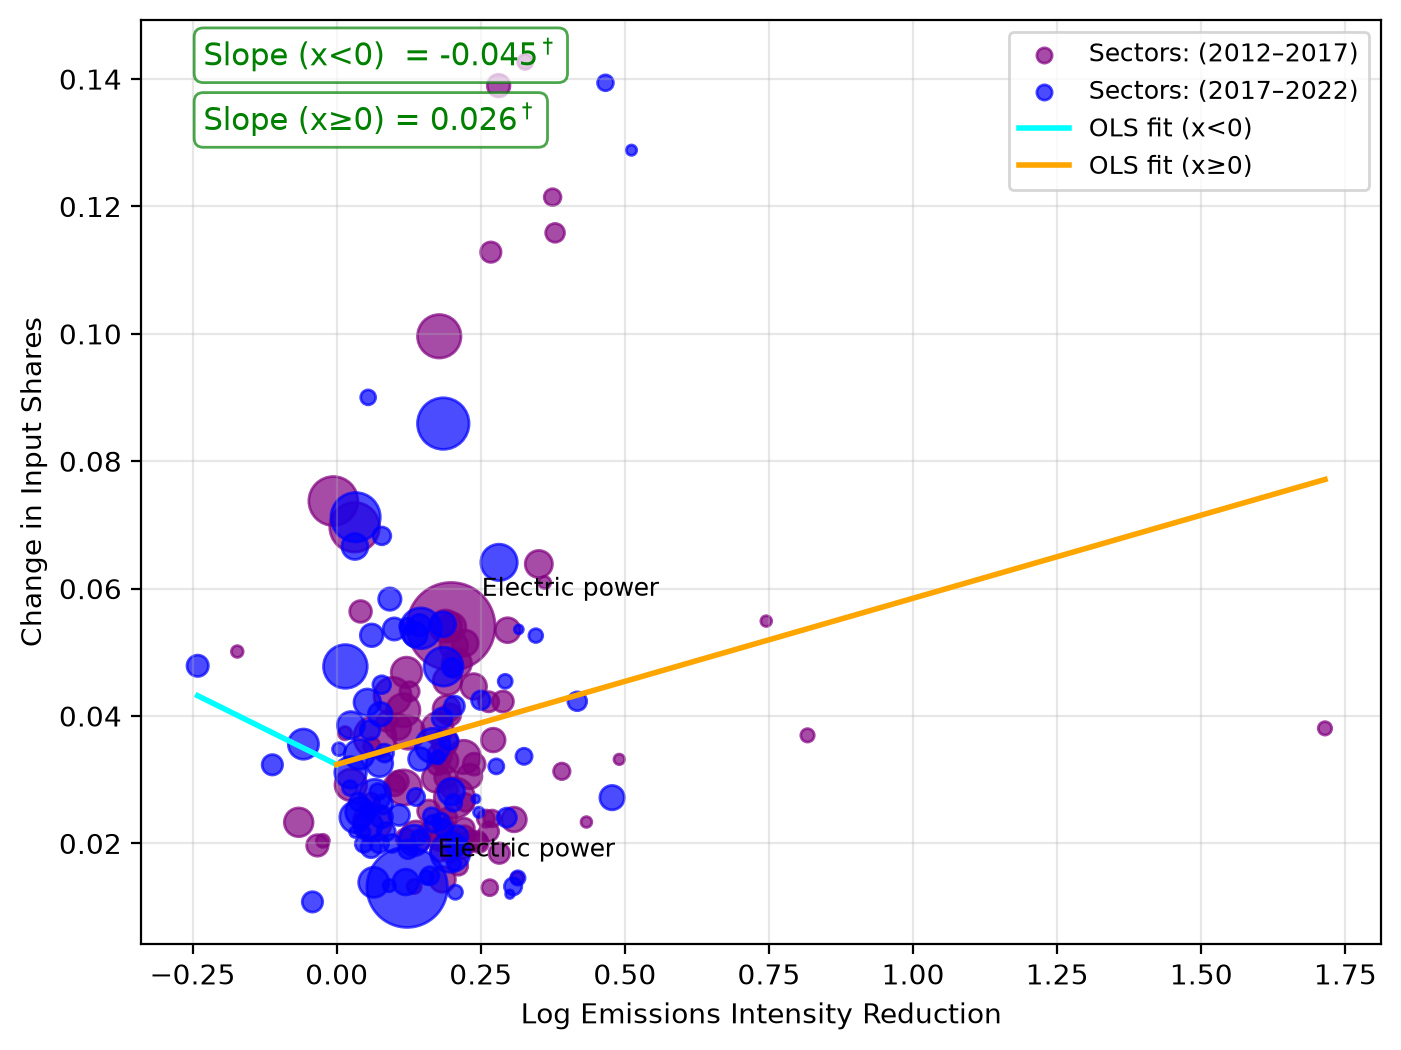 Slope (x<0)  = -0.045†
Slope (x≥0) = 0.026†
Sectors: (2012–2017)
Sectors: (2017–2022)
OLS fit (x<0)
OLS fit (x≥0)
0.14
0.12
0.10
0.08
0.06
0.04
0.02
Change in Input Shares
Electric power
Electric power
−0.25
0.00
0.25
0.50
0.75
1.00
1.25
1.50
1.75
Log Emissions Intensity Reduction